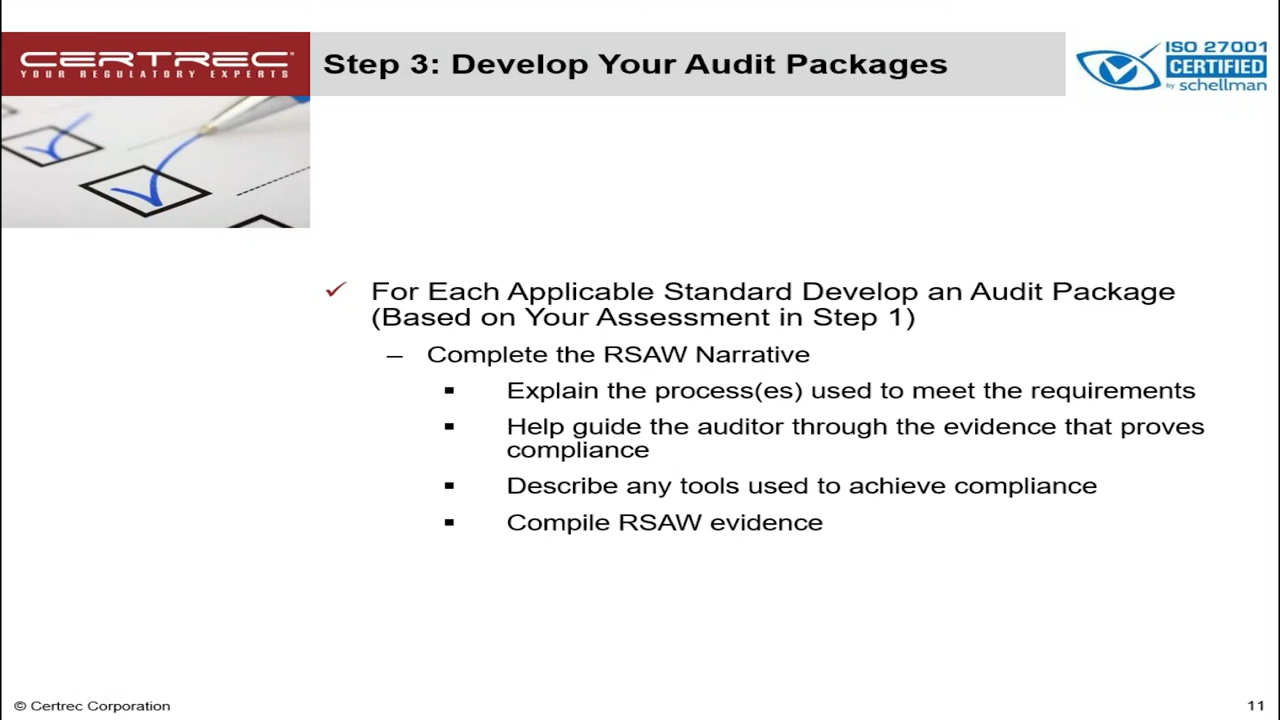 CERTREC
YOUR REGULATORY EXPERTS
Step 3: Develop Your Audit Packages
ISO 27001
CERTIFIED
by schellman
✓ For Each Applicable Standard Develop an Audit Package
(Based on Your Assessment in Step 1)
– Complete the RSAW Narrative
▪ Explain the process(es) used to meet the requirements
▪ Help guide the auditor through the evidence that proves
compliance
▪ Describe any tools used to achieve compliance
▪ Compile RSAW evidence
© Certrec Corporation
11